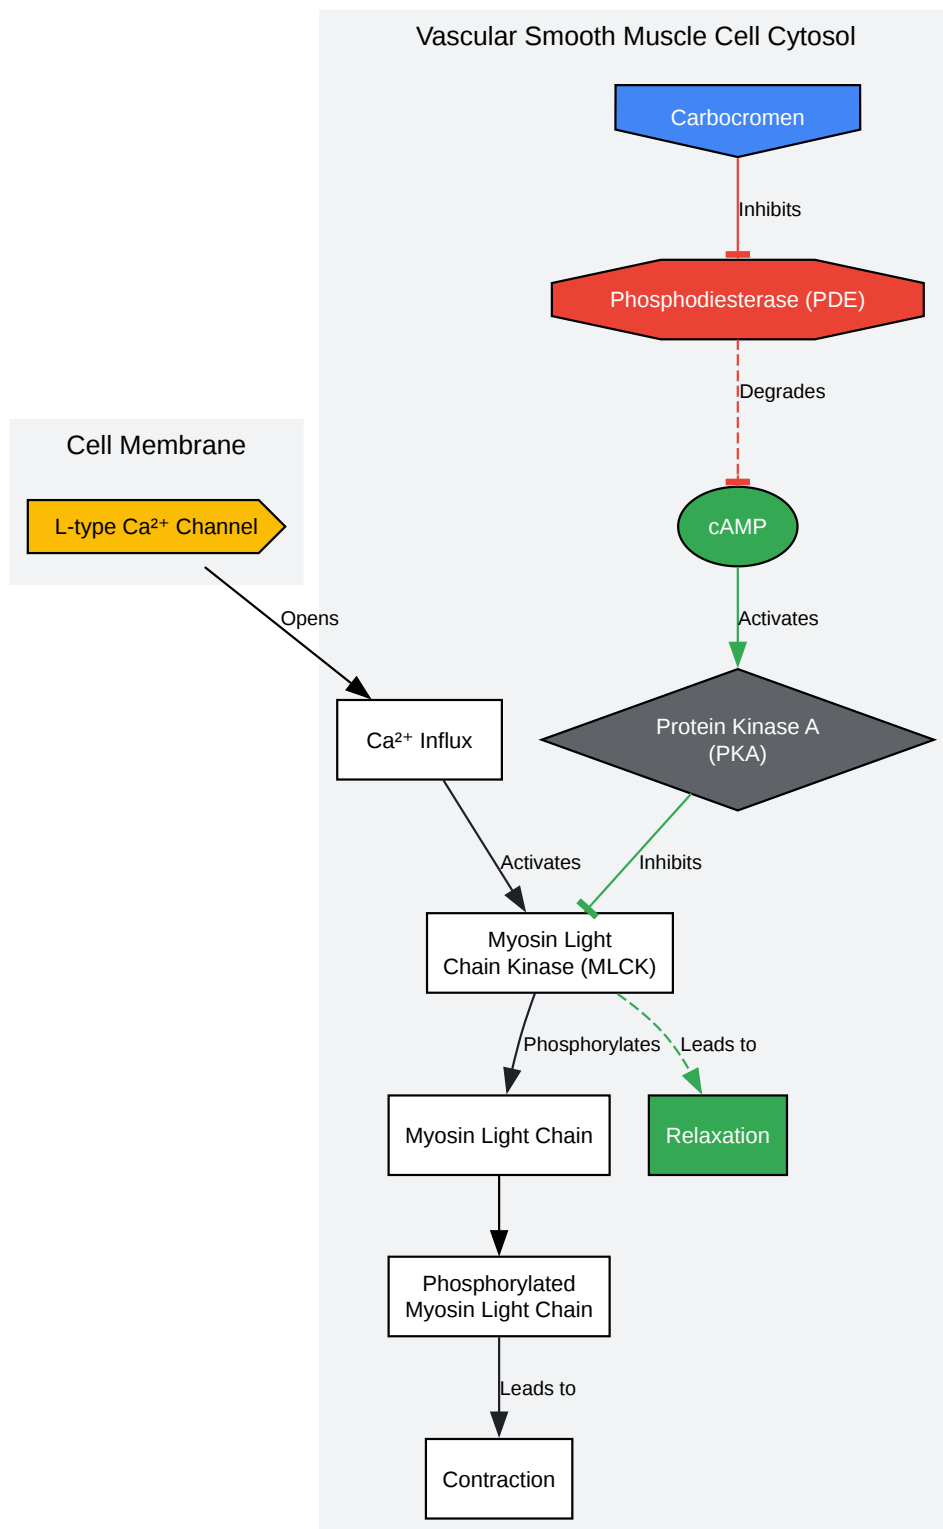 Vascular Smooth Muscle Cell Cytosol
Carbocromen
Inhibits
Phosphodiesterase (PDE)
Degrades
Cell Membrane
L-type Ca²⁺ Channel
cAMP
Opens
Activates
Ca²⁺ Influx
Protein Kinase A
(PKA)
Activates
Inhibits
Myosin Light
Chain Kinase (MLCK)
Phosphorylates
Leads to
Myosin Light Chain
Relaxation
Phosphorylated
Myosin Light Chain
Leads to
Contraction